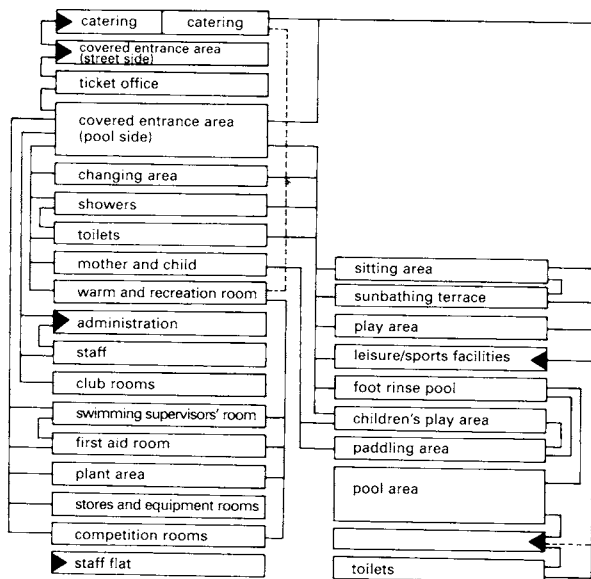 catering
catering
covered entrance area
(street side)
ticket office
covered entrance area
(pool side)
changing area
showers
toilets
mother and child
warm and recreation room
administration
staff
club rooms
swimming supervisors' room
first aid room
plant area
stores and equipment rooms
competition rooms
staff flat
sitting area
sunbathing terrace
play area
leisure/sports facilities
foot rinse pool
children's play area
paddling area
pool area
toilets